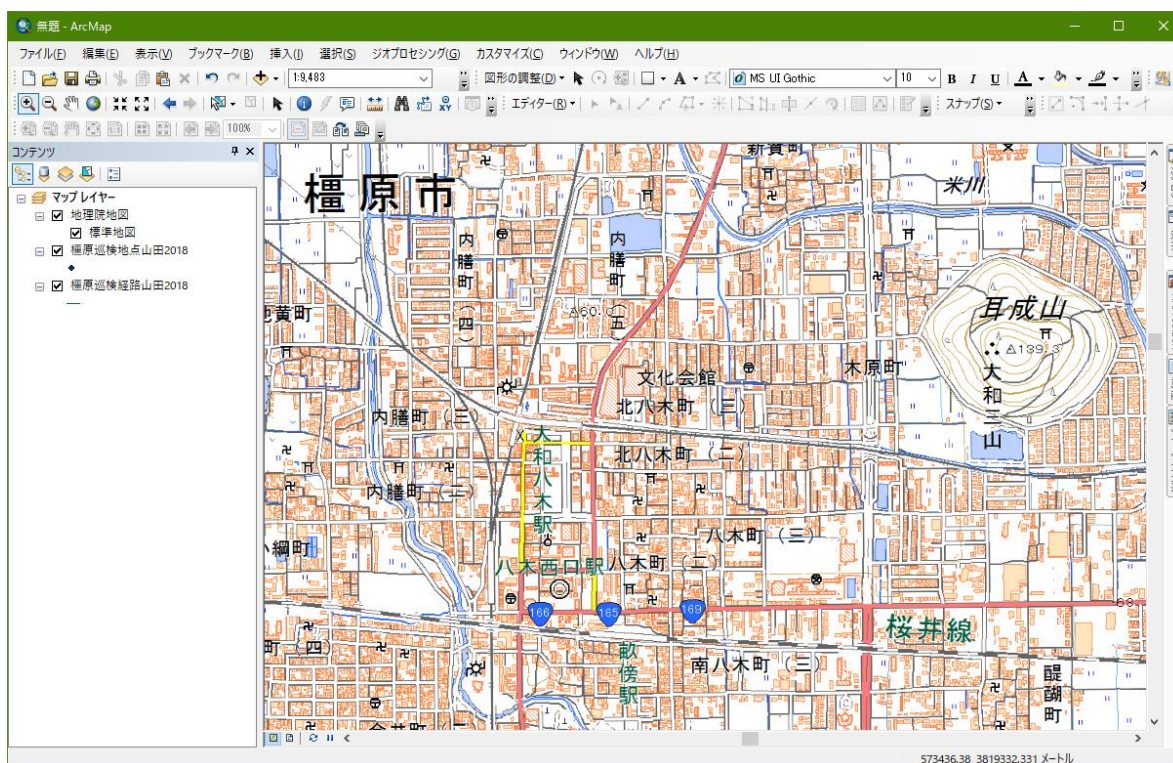 無題 - ArcMap
ファイル(F) 編集(E) 表示(V) ブックマーク(B) 挿入(I) 選択(S) ジオプロセシング(G) カスタマイズ(C) ウィンドウ(W) ヘルプ(H)
1:9,483 図形の調整(D) A MS UI Gothic 10 B I U A
エディター(R) スナップ(S)
100%
コンテンツ
マップ レイヤー
地理院地図
標準地図
橿原巡検地点山田2018
橿原巡検経路山田2018
新賀町
橿原市
米川
内膳町(四)
内膳町(五)
60.0
黄町
耳成山
139.3
大和三山
木原町
文化会館
北八木町(三)
内膳町(三)
大和八木駅
北八木町(二)
内膳町(二)
八木町(三)
小綱町
八木西口駅
八木町(二)
166
165
169
桜井線
町(四)
畝傍駅
南八木町(三)
醍醐町
573436.38 3819332.331 メートル